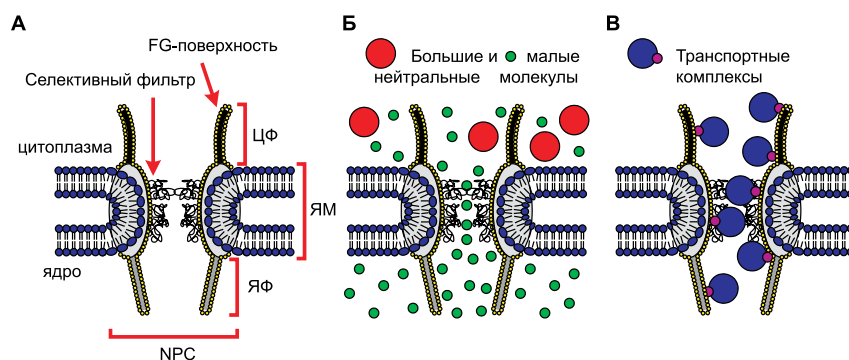 А
FG-поверхность
Селективный фильтр
ЦФ
цитоплазма
ЯМ
ядро
ЯФ
NPC
Б
Большие и малые
нейтральные молекулы
В
Транспортные
комплексы